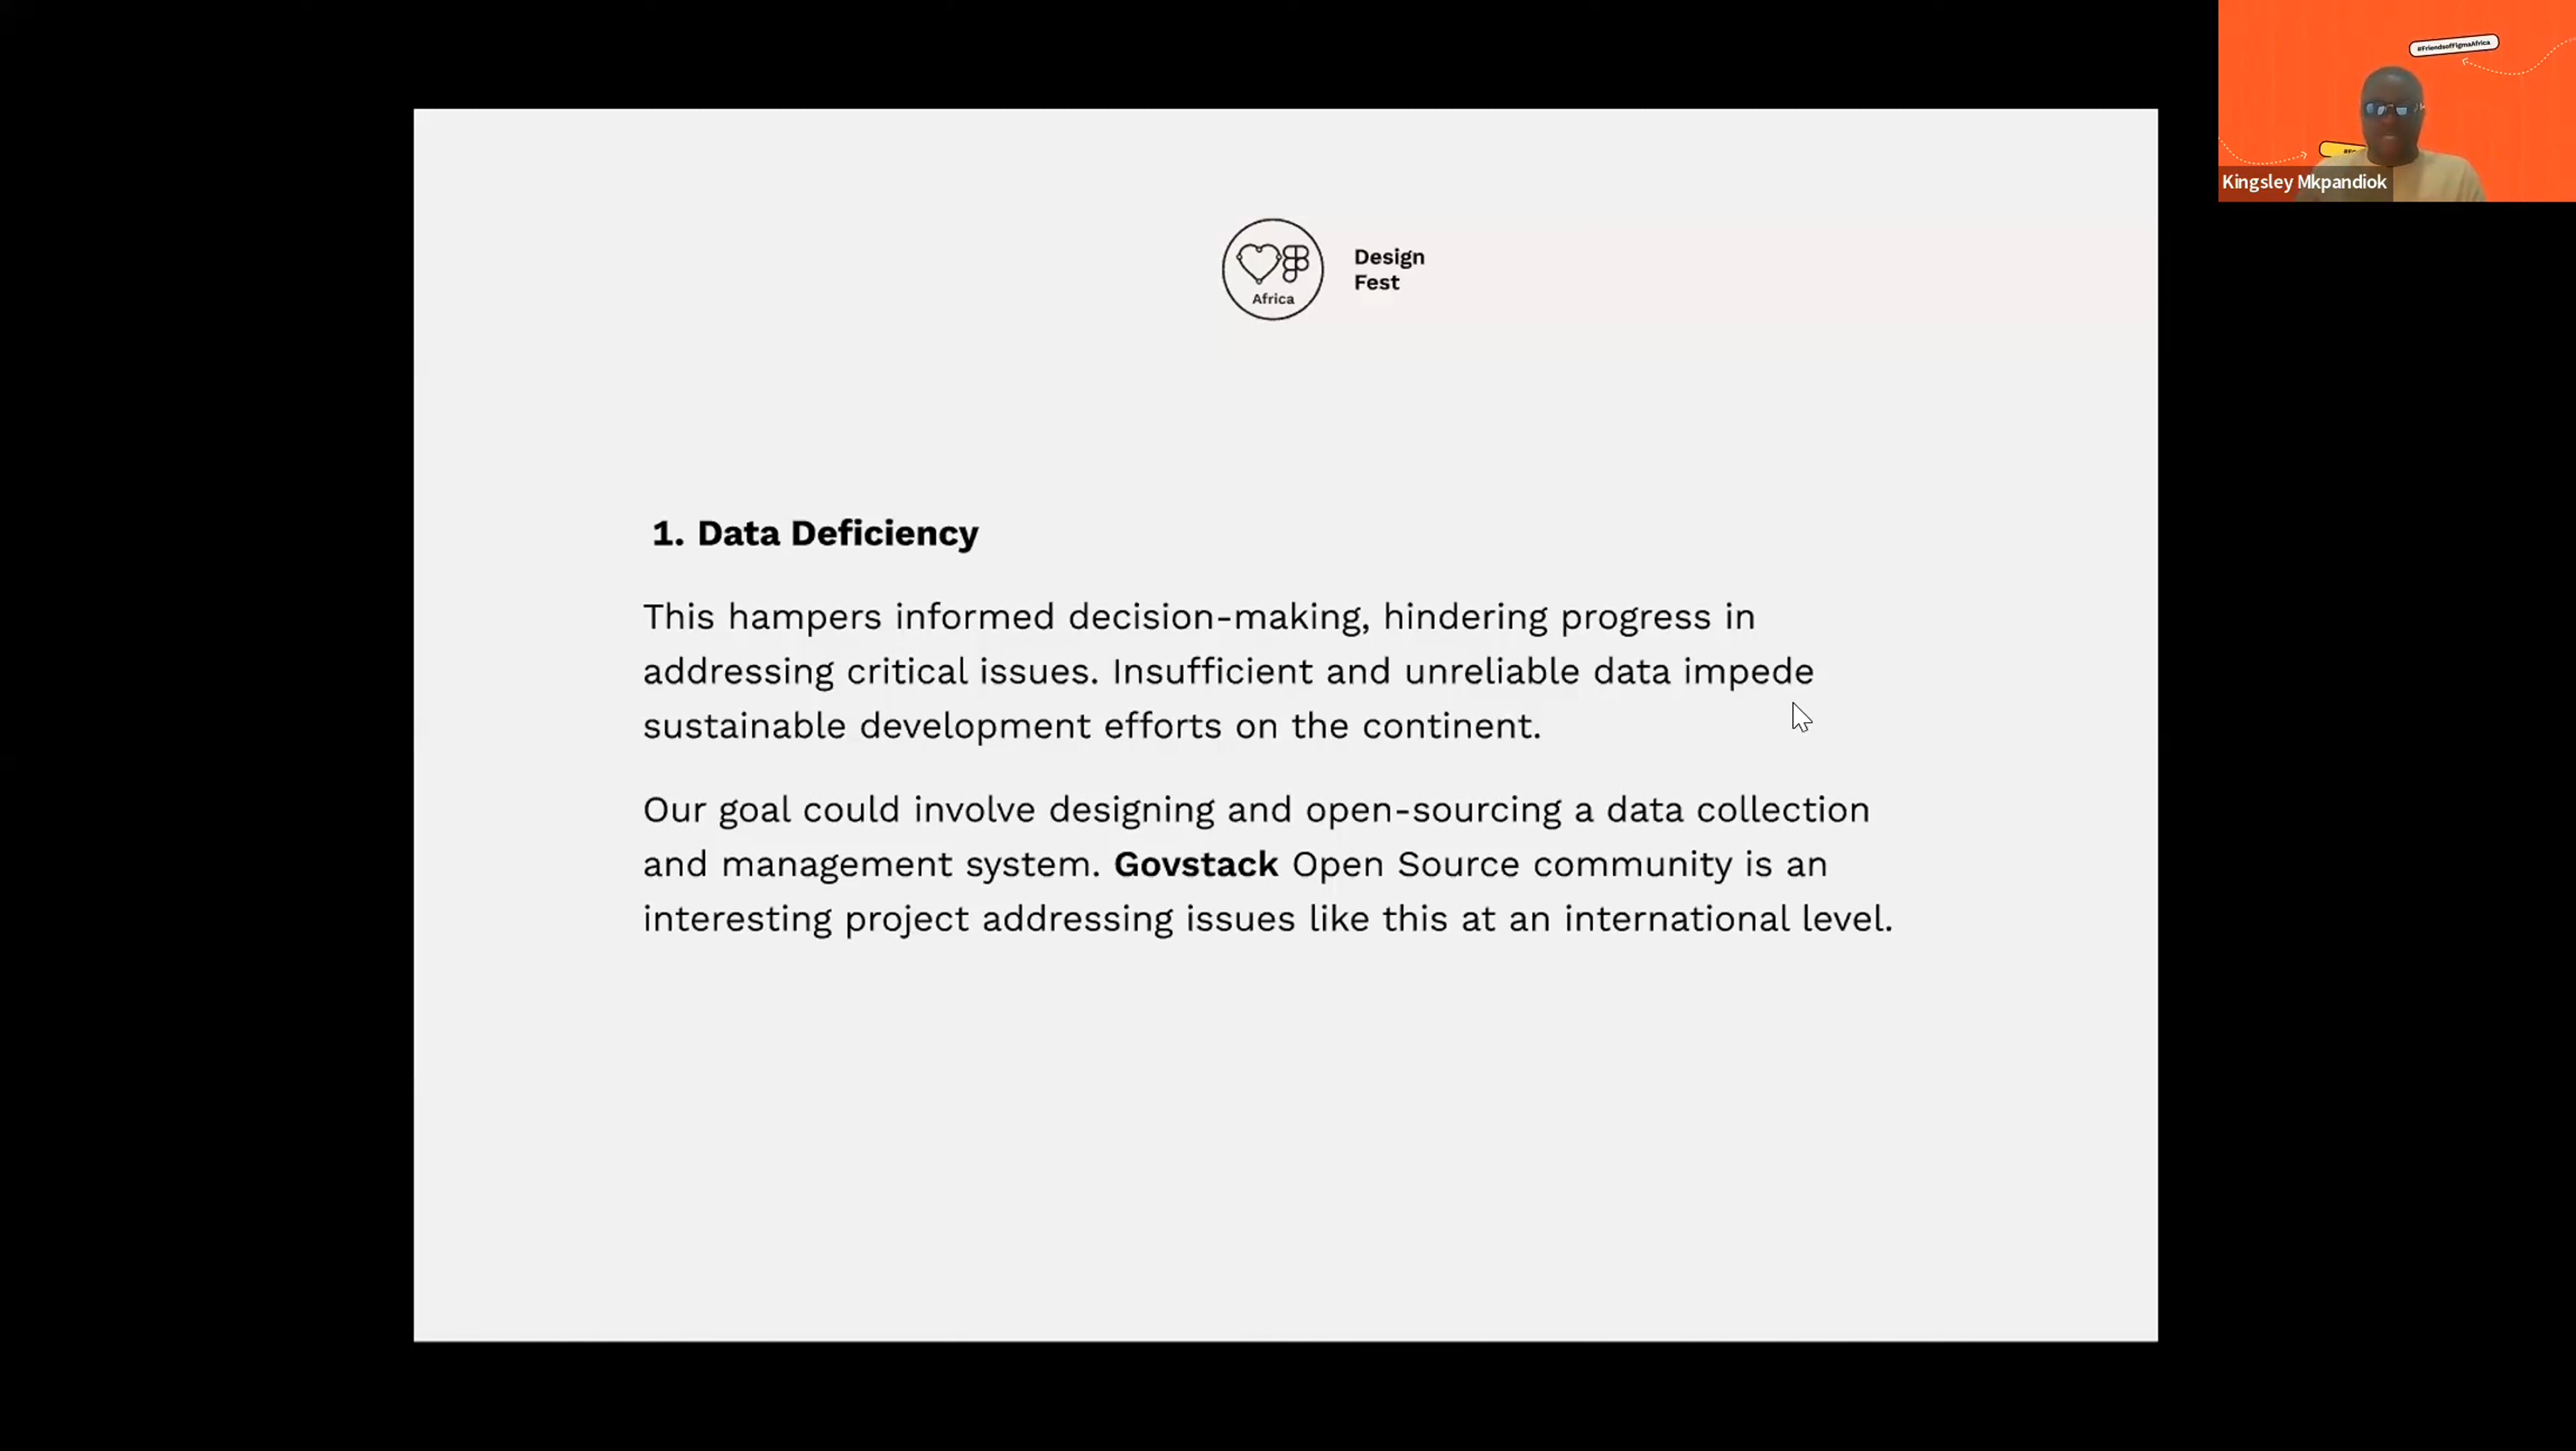 #FriendsofFigmaAfrica
Kingsley Mkpandiok
Africa
Design
Fest
1. Data Deficiency
This hampers informed decision-making, hindering progress in
addressing critical issues. Insufficient and unreliable data impede
sustainable development efforts on the continent.
Our goal could involve designing and open-sourcing a data collection
and management system. Govstack Open Source community is an
interesting project addressing issues like this at an international level.